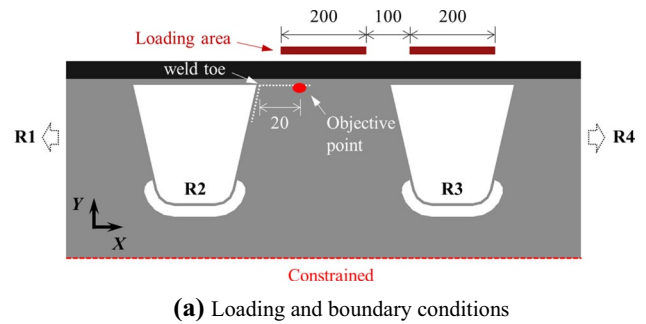 200 100 200
Loading area
weld toe
20
Objective
point
R1 R4
R2 R3
Y
X
Constrained
(a) Loading and boundary conditions